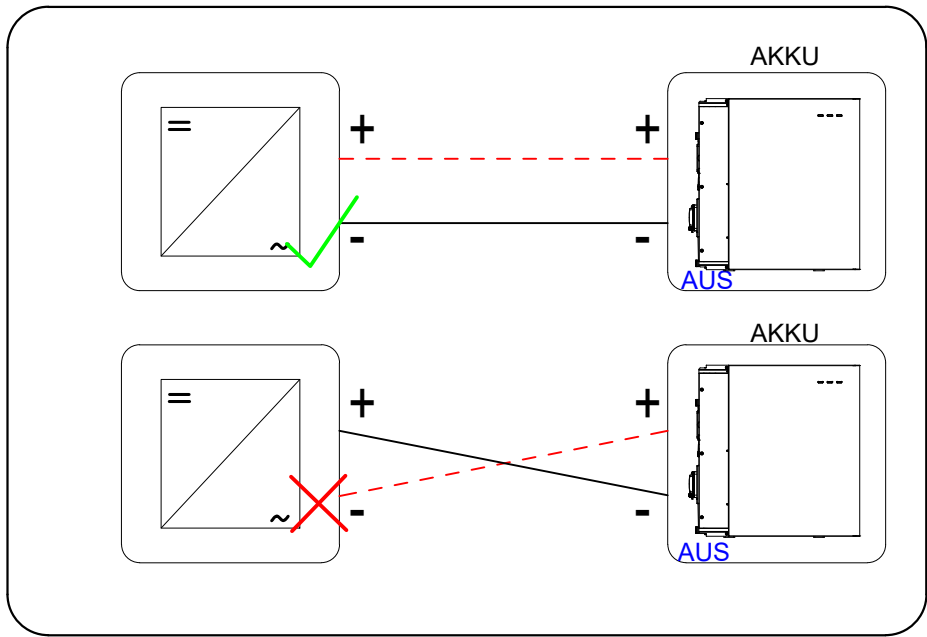 AKKU
+ +
- -
~
AUS
AKKU
+ +
- -
~
AUS